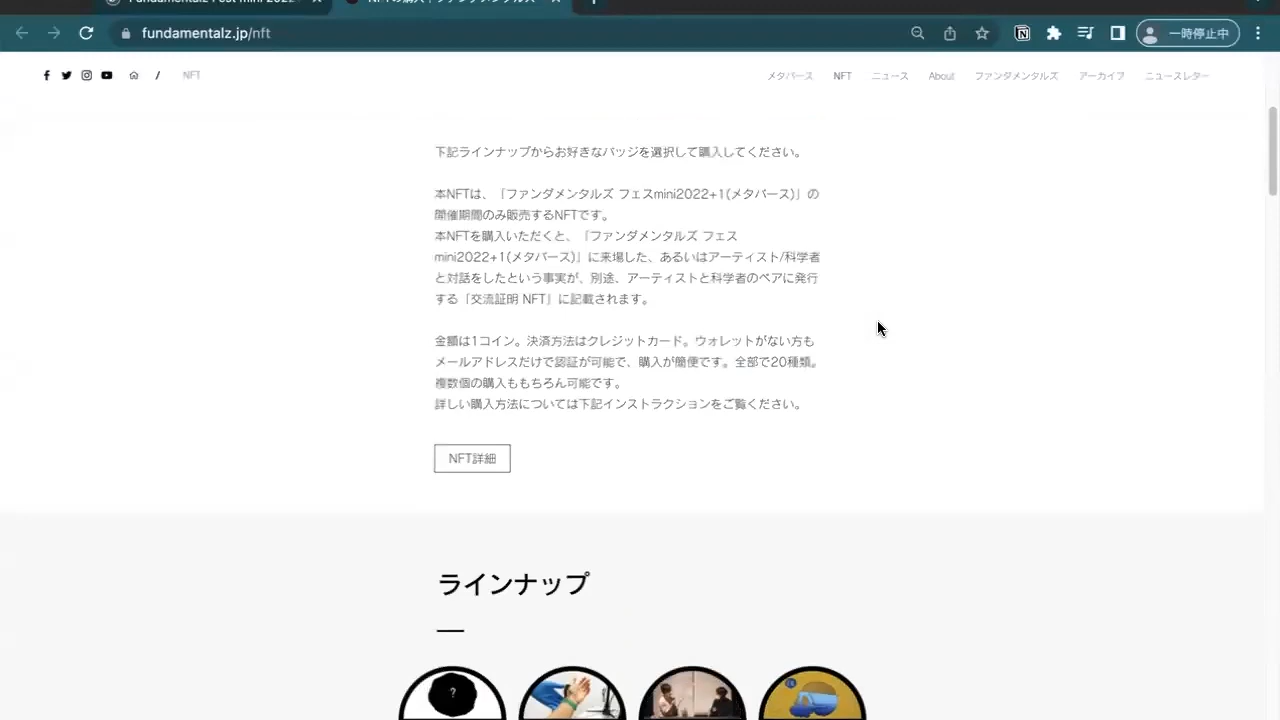 fundamentalz.jp/nft
一時停止中
/ NFT
メタバース NFT ニュース About ファンダメンタルズ アーカイブ ニュースレター
下記ラインナップからお好きなバッジを選択して購入してください。
本NFTは、「ファンダメンタルズ フェスmini2022+1(メタバース)」の
開催期間のみ販売するNFTです。
本NFTを購入いただくと、「ファンダメンタルズ フェス
mini2022+1(メタバース)」に来場した、あるいはアーティスト/科学者
と対話をしたという事実が、別途、アーティストと科学者のペアに発行
する「交流証明 NFT」に記載されます。
金額は1コイン。決済方法はクレジットカード。ウォレットがない方も
メールアドレスだけで認証が可能で、購入が簡便です。全部で20種類。
複数個の購入ももちろん可能です。
詳しい購入方法については下記インストラクションをご覧ください。
NFT詳細
ラインナップ
?